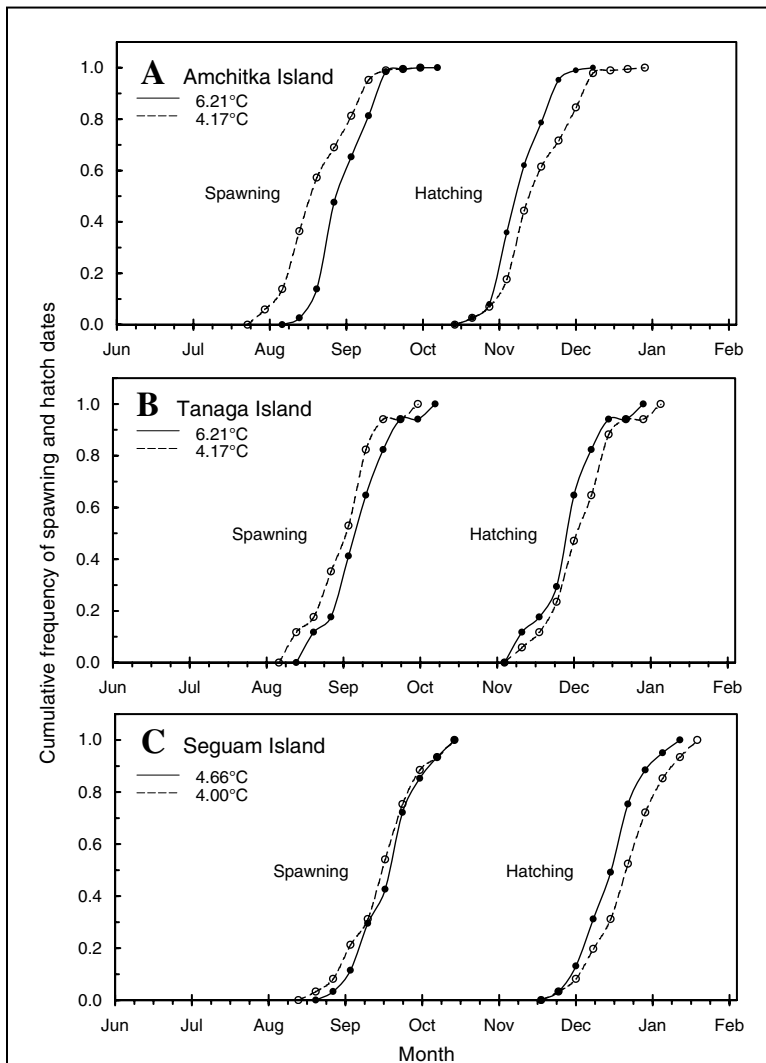 Cumulative frequency of spawning and hatch dates
A Amchitka Island
6.21°C
4.17°C
Spawning
Hatching
1.0
0.8
0.6
0.4
0.2
0.0
Jun Jul Aug Sep Oct Nov Dec Jan Feb
B Tanaga Island
6.21°C
4.17°C
Spawning
Hatching
1.0
0.8
0.6
0.4
0.2
0.0
Jun Jul Aug Sep Oct Nov Dec Jan Feb
C Seguam Island
4.66°C
4.00°C
Spawning
Hatching
1.0
0.8
0.6
0.4
0.2
0.0
Jun Jul Aug Sep Oct Nov Dec Jan Feb
Month